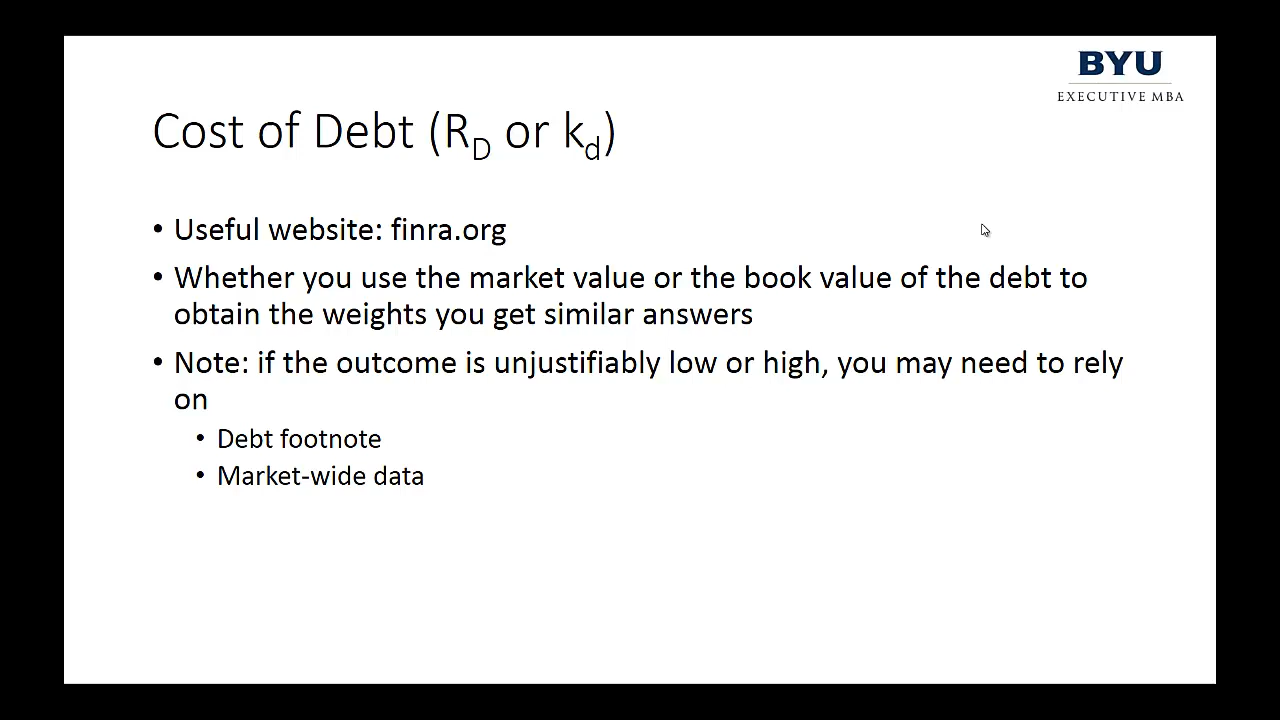 BYU
EXECUTIVE MBA
Cost of Debt (R_D or k_d)
• Useful website: finra.org
• Whether you use the market value or the book value of the debt to
obtain the weights you get similar answers
• Note: if the outcome is unjustifiably low or high, you may need to rely
on
• Debt footnote
• Market-wide data